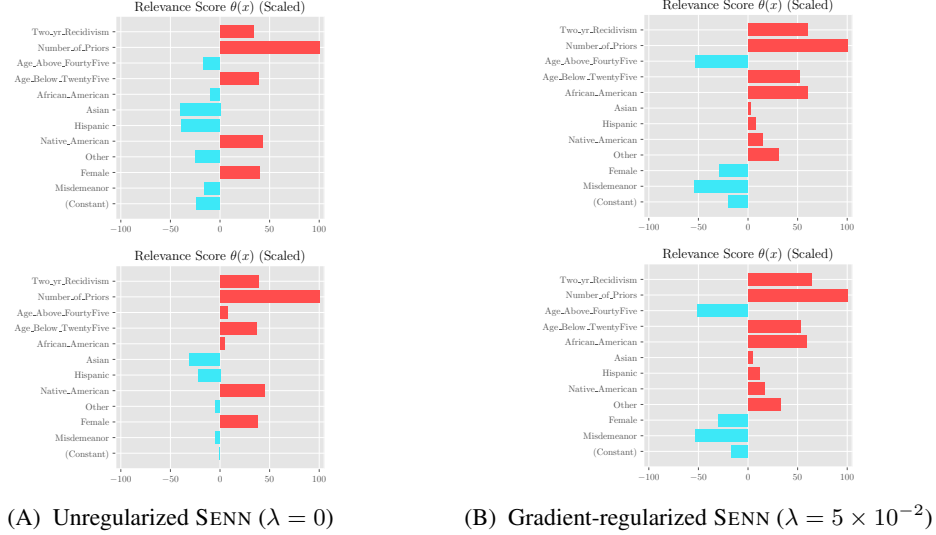 Relevance Score θ(x) (Scaled)
Two_yr_Recidivism
Number_of_Priors
Age_Above_FourtyFive
Age_Below_TwentyFive
African_American
Asian
Hispanic
Native_American
Other
Female
Misdemeanor
(Constant)
−100 −50 0 50 100
Relevance Score θ(x) (Scaled)
Two_yr_Recidivism
Number_of_Priors
Age_Above_FourtyFive
Age_Below_TwentyFive
African_American
Asian
Hispanic
Native_American
Other
Female
Misdemeanor
(Constant)
−100 −50 0 50 100
(A) Unregularized SENN (λ = 0)
Relevance Score θ(x) (Scaled)
Two_yr_Recidivism
Number_of_Priors
Age_Above_FourtyFive
Age_Below_TwentyFive
African_American
Asian
Hispanic
Native_American
Other
Female
Misdemeanor
(Constant)
−100 −50 0 50 100
Relevance Score θ(x) (Scaled)
Two_yr_Recidivism
Number_of_Priors
Age_Above_FourtyFive
Age_Below_TwentyFive
African_American
Asian
Hispanic
Native_American
Other
Female
Misdemeanor
(Constant)
−100 −50 0 50 100
(B) Gradient-regularized SENN (λ = 5 × 10⁻²)